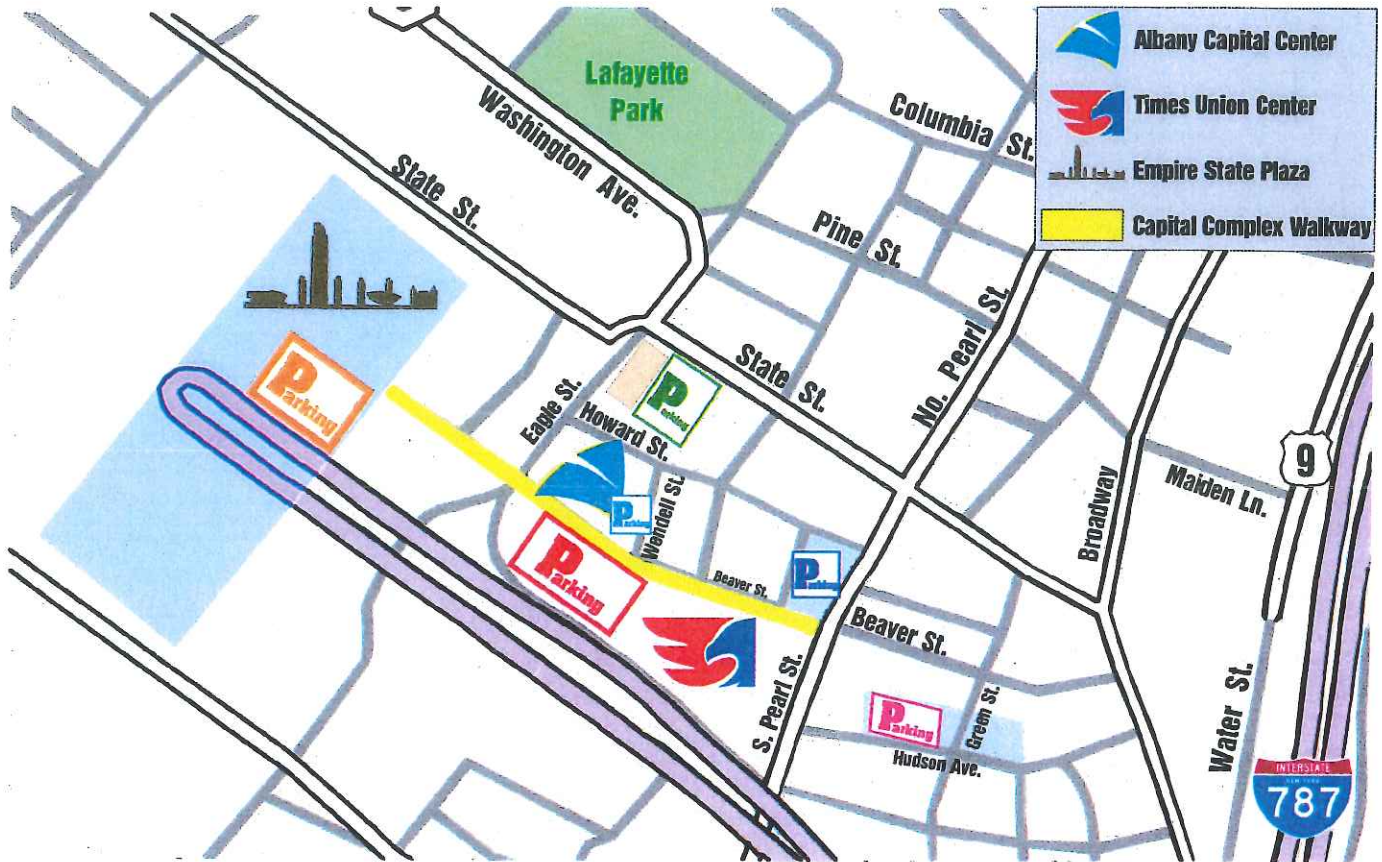 Albany Capital Center
Times Union Center
Empire State Plaza
Capital Complex Walkway
Lafayette
Park
Washington Ave.
State St.
Columbia St.
Pine St.
No. Pearl St.
State St.
Parking
Parking
Eagle St.
Howard St.
Wendell St.
Parking
Parking
Beaver St.
Parking
Broadway
Maiden Ln.
9
Beaver St.
S. Pearl St.
Parking
Green St.
Hudson Ave.
Water St.
INTERSTATE
NEW YORK
787